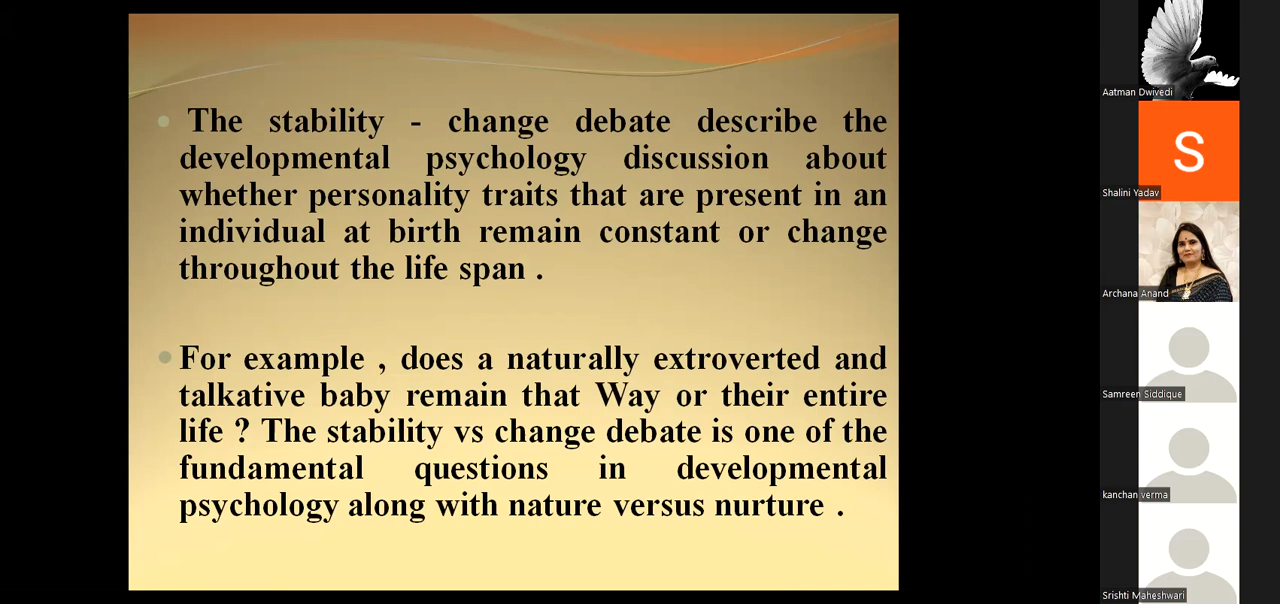 The stability - change debate describe the
developmental psychology discussion about
whether personality traits that are present in an
individual at birth remain constant or change
throughout the life span .
For example , does a naturally extroverted and
talkative baby remain that Way or their entire
life ? The stability vs change debate is one of the
fundamental questions in developmental
psychology along with nature versus nurture .
Aatman Dwivedi
S
Shalini Yadav
Archana Anand
Samreen Siddique
kanchan verma
Srishti Maheshwari